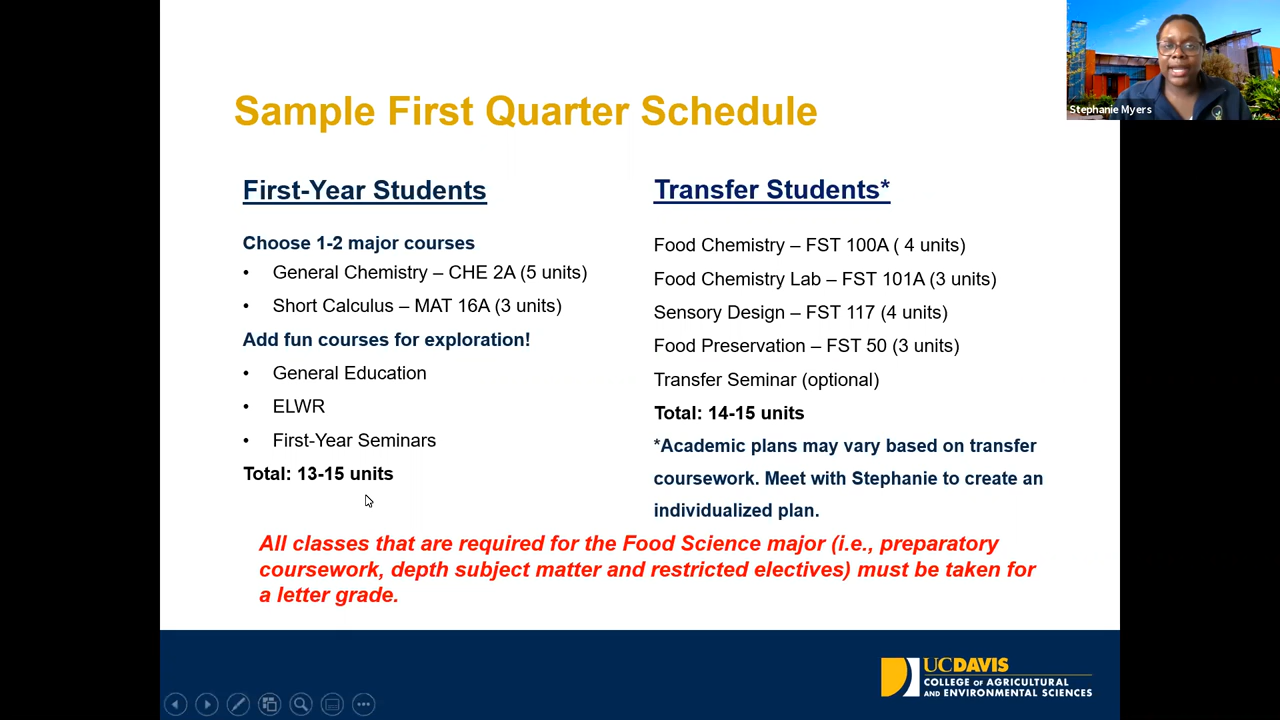 Stephanie Myers
Sample First Quarter Schedule
First-Year Students
Choose 1-2 major courses
• General Chemistry – CHE 2A (5 units)
• Short Calculus – MAT 16A (3 units)
Add fun courses for exploration!
• General Education
• ELWR
• First-Year Seminars
Total: 13-15 units
Transfer Students*
Food Chemistry – FST 100A ( 4 units)
Food Chemistry Lab – FST 101A (3 units)
Sensory Design – FST 117 (4 units)
Food Preservation – FST 50 (3 units)
Transfer Seminar (optional)
Total: 14-15 units
*Academic plans may vary based on transfer
coursework. Meet with Stephanie to create an
individualized plan.
All classes that are required for the Food Science major (i.e., preparatory
coursework, depth subject matter and restricted electives) must be taken for
a letter grade.
UCDAVIS
COLLEGE OF AGRICULTURAL
AND ENVIRONMENTAL SCIENCES